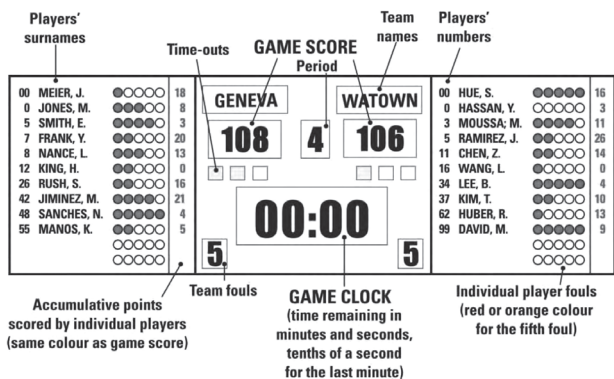 Players'
surnames
Time-outs
GAME SCORE
Period
Team
names
Players'
numbers
00 MEIER, J. 18
0 JONES, M. 8
5 SMITH, E. 3
7 FRANK, Y. 20
8 NANCE, L. 13
12 KING, H. 0
26 RUSH, S. 16
42 JIMINEZ, M. 21
48 SANCHES, N. 4
55 MANOS, K. 5
GENEVA
WATOWN
108
4
106
00:00
5
5
00 HUE, S. 16
0 HASSAN, Y. 3
3 MOUSSA; M. 11
5 RAMIREZ, J. 26
11 CHEN, Z. 14
16 WANG, L. 0
34 LEE, B. 4
37 KIM, T. 10
62 HUBER, R. 13
99 DAVID, M. 9
Accumulative points
scored by individual players
(same colour as game score)
Team fouls
GAME CLOCK
(time remaining in
minutes and seconds,
tenths of a second
for the last minute)
Individual player fouls
(red or orange colour
for the fifth foul)